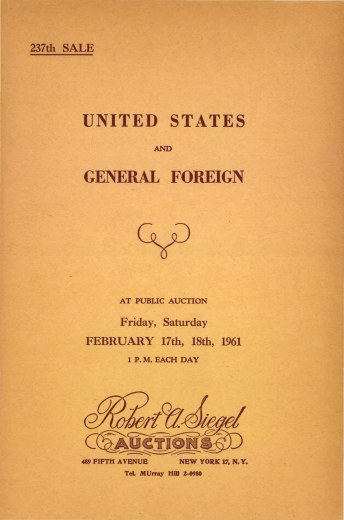 237th SALE
UNITED STATES
AND
GENERAL FOREIGN
AT PUBLIC AUCTION
Friday, Saturday
FEBRUARY 17th, 18th, 1961
1 P. M. EACH DAY
Robert A. Siegel
AUCTIONS
489 FIFTH AVENUE NEW YORK 17, N. Y.
Tel. MUrray Hill 2-0980